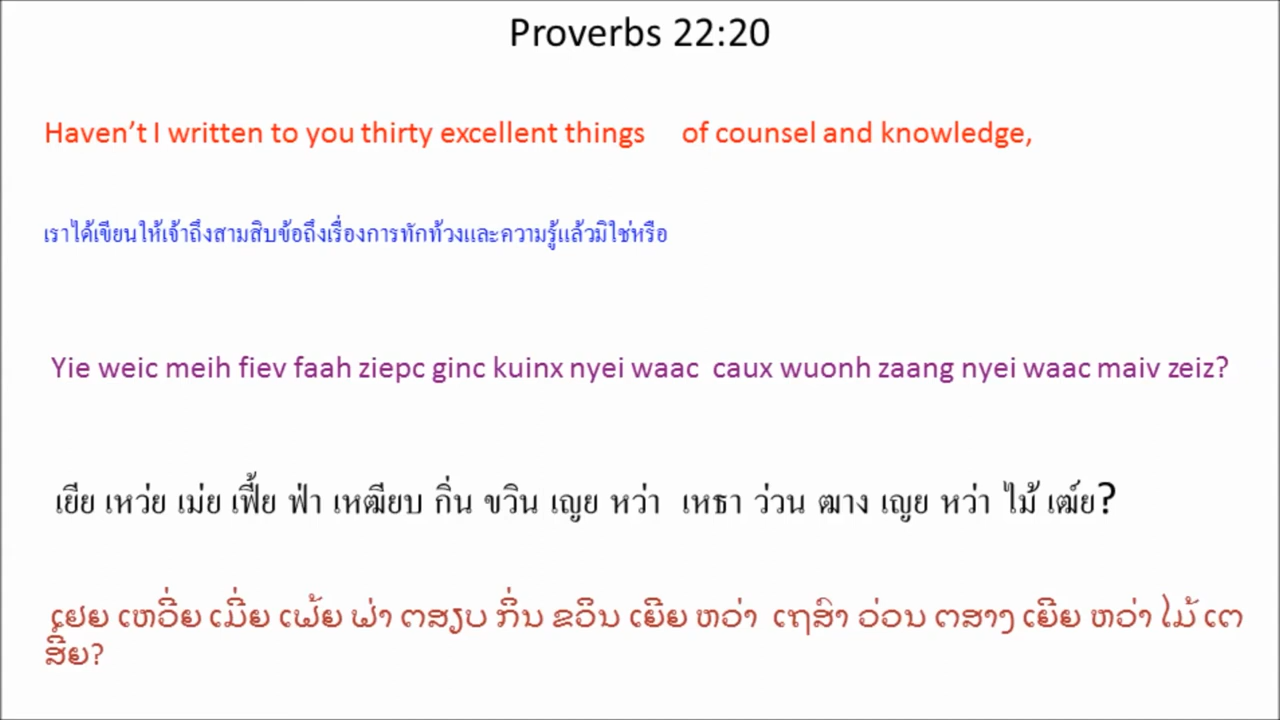 Proverbs 22:20
Haven’t I written to you thirty excellent things of counsel and knowledge,
เราได้เขียนให้เจ้าถึงสามสิบข้อถึงเรื่องการทักท้วงและความรู้แล้วมิใช่หรือ
Yie weic meih fiev faah ziepc ginc kuinx nyei waac caux wuonh zaang nyei waac maiv zeiz?
เยีย เหว่ย เม่ย เฟี้ย ฟ่า เหฒียบ กิ่น ขวิน เญย หว่า เหธา ว่วน ฒาง เญย หว่า ไม้ เฒ์ย?
ເຢຍ ເຫວີ່ຍ ເມີ່ຍ ເຟ້ຍ ຟ່າ ຕສຽບ ກິ່ນ ຂວິນ ເຍີຍ ຫວ່າ ເຖສົາ ວ່ວນ ຕສາງ ເຍີຍ ຫວ່າ ໄມ້ ເຕ
ສີ໌ຍ?